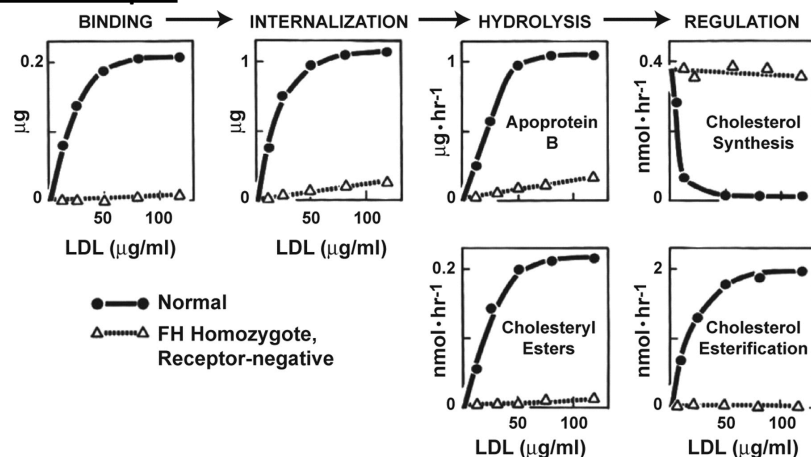 BINDING → INTERNALIZATION → HYDROLYSIS → REGULATION
0.2
μg
0
50 100
LDL (μg/ml)
1
μg
0
50 100
LDL (μg/ml)
1
μg•hr-1
0
Apoprotein
B
0.4
nmol•hr-1
0
Cholesterol
Synthesis
Normal
FH Homozygote,
Receptor-negative
0.2
nmol•hr-1
0
Cholesteryl
Esters
50 100
LDL (μg/ml)
2
nmol•hr-1
0
Cholesterol
Esterification
50 100
LDL (μg/ml)